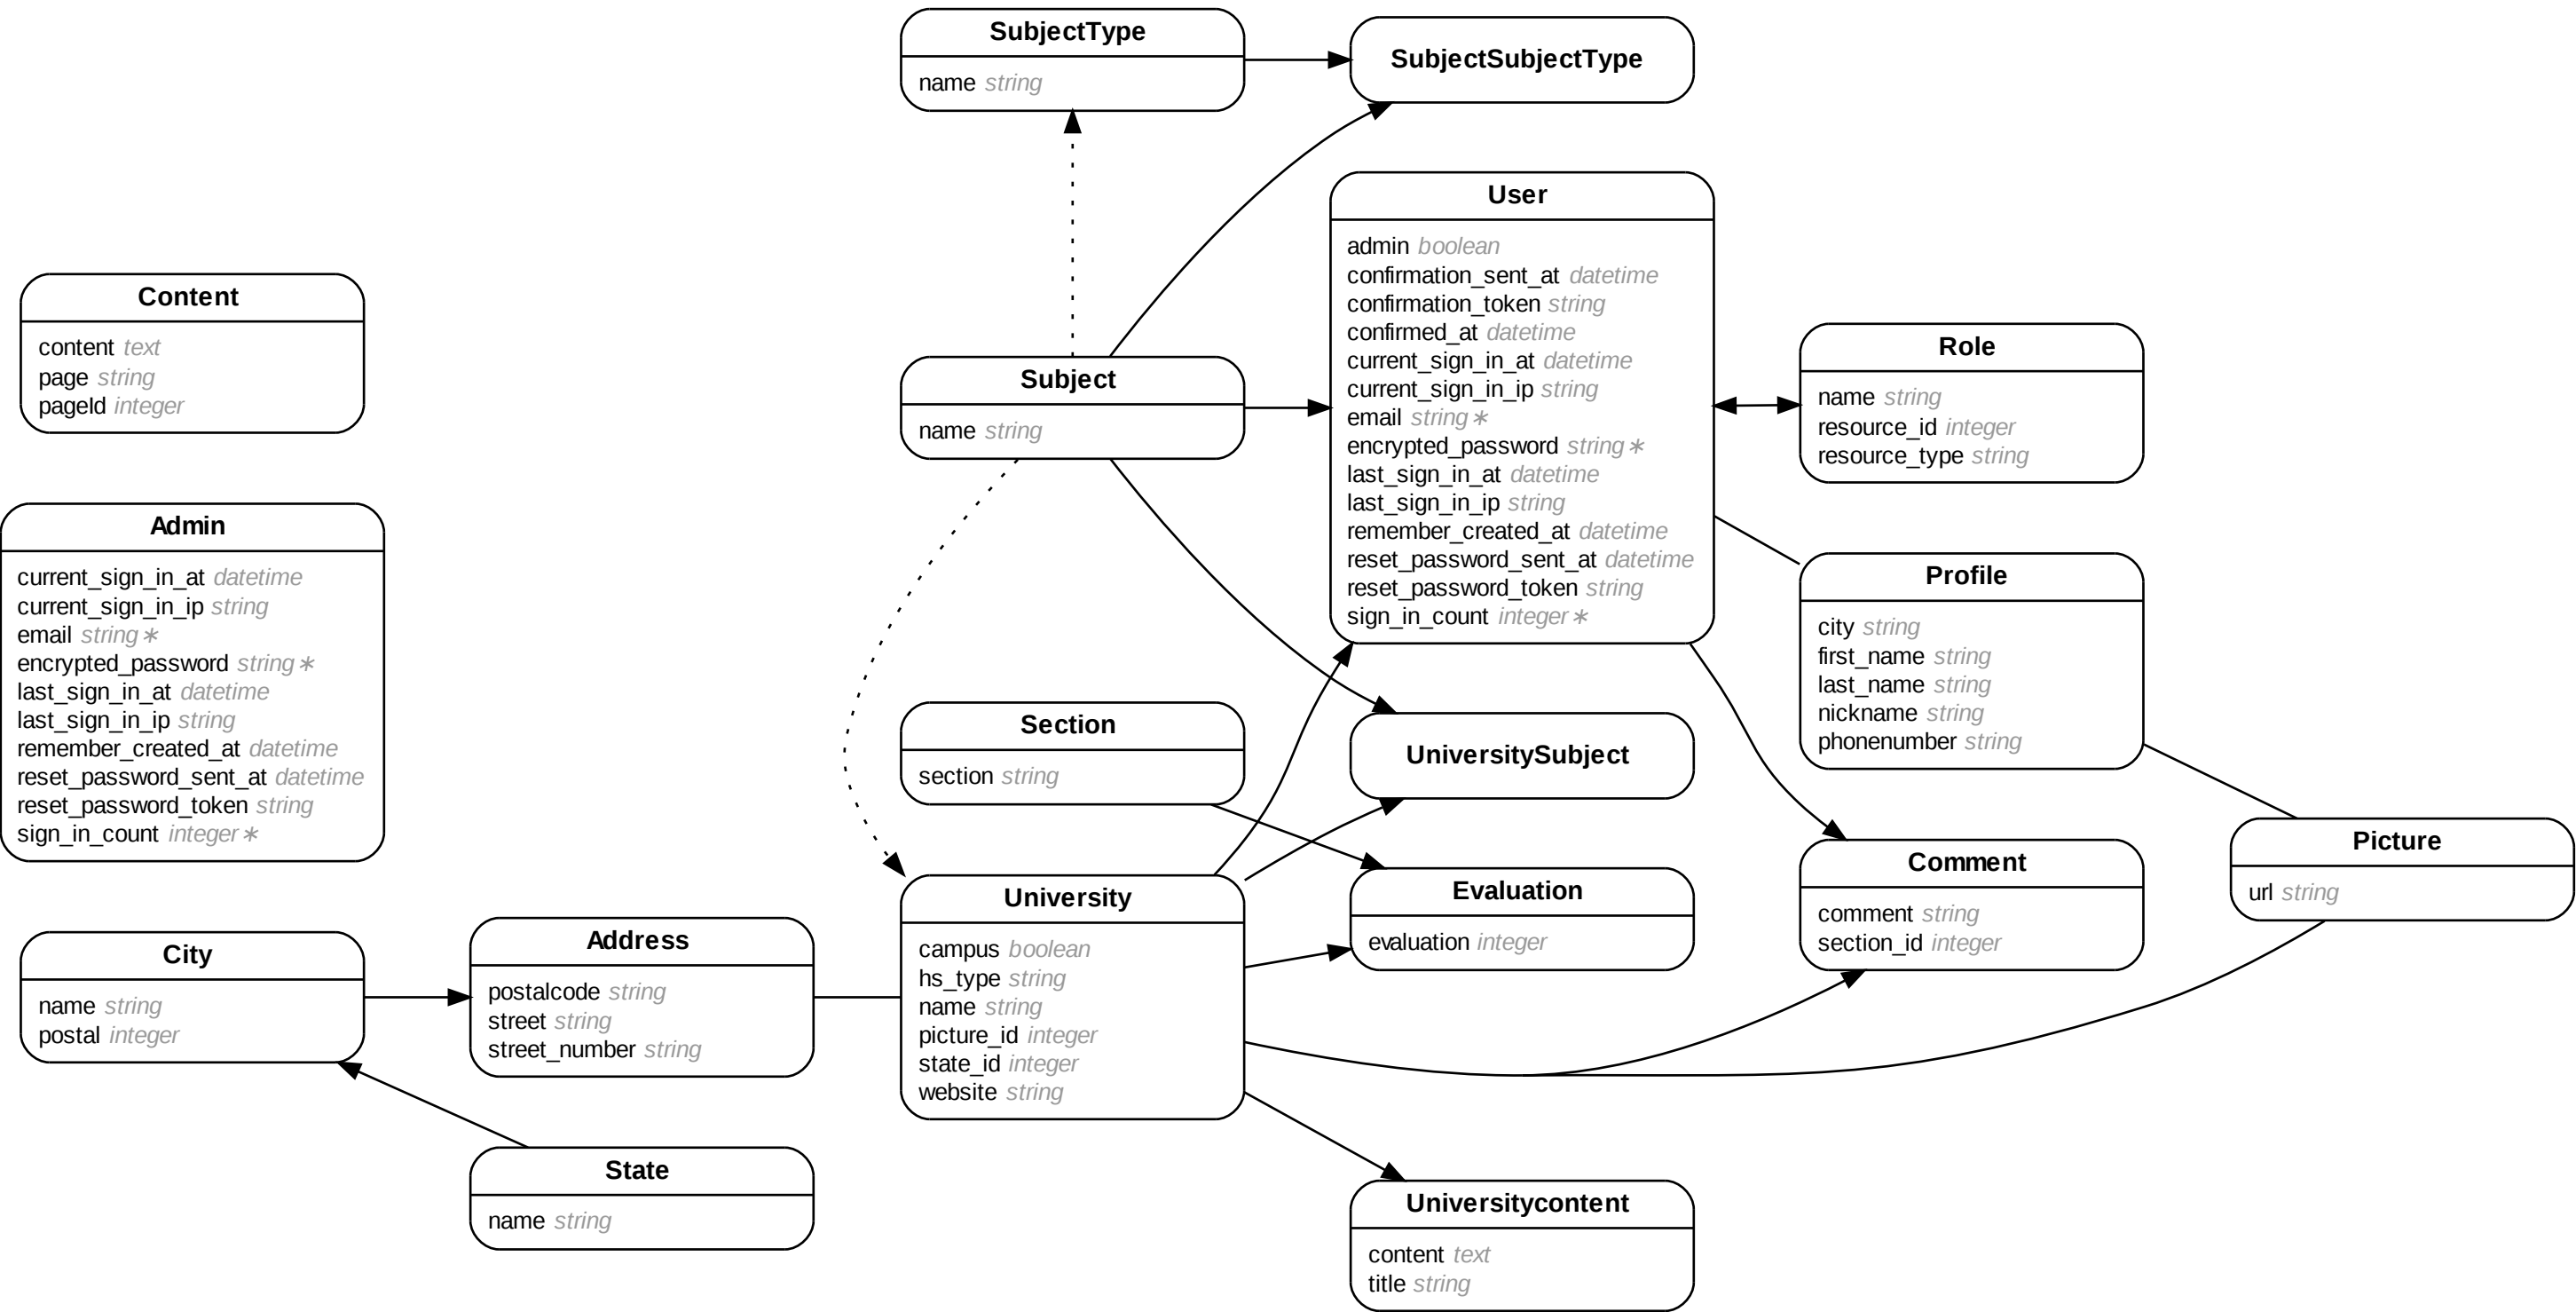 SubjectType
name string
SubjectSubjectType
User
admin boolean
confirmation_sent_at datetime
confirmation_token string
confirmed_at datetime
current_sign_in_at datetime
current_sign_in_ip string
email string∗
encrypted_password string∗
last_sign_in_at datetime
last_sign_in_ip string
remember_created_at datetime
reset_password_sent_at datetime
reset_password_token string
sign_in_count integer∗
Content
content text
page string
pageId integer
Subject
name string
Role
name string
resource_id integer
resource_type string
Admin
current_sign_in_at datetime
current_sign_in_ip string
email string∗
encrypted_password string∗
last_sign_in_at datetime
last_sign_in_ip string
remember_created_at datetime
reset_password_sent_at datetime
reset_password_token string
sign_in_count integer∗
Profile
city string
first_name string
last_name string
nickname string
phonenumber string
Section
section string
UniversitySubject
Picture
url string
Comment
comment string
section_id integer
Evaluation
evaluation integer
University
campus boolean
hs_type string
name string
picture_id integer
state_id integer
website string
Address
postalcode string
street string
street_number string
City
name string
postal integer
State
name string
Universitycontent
content text
title string